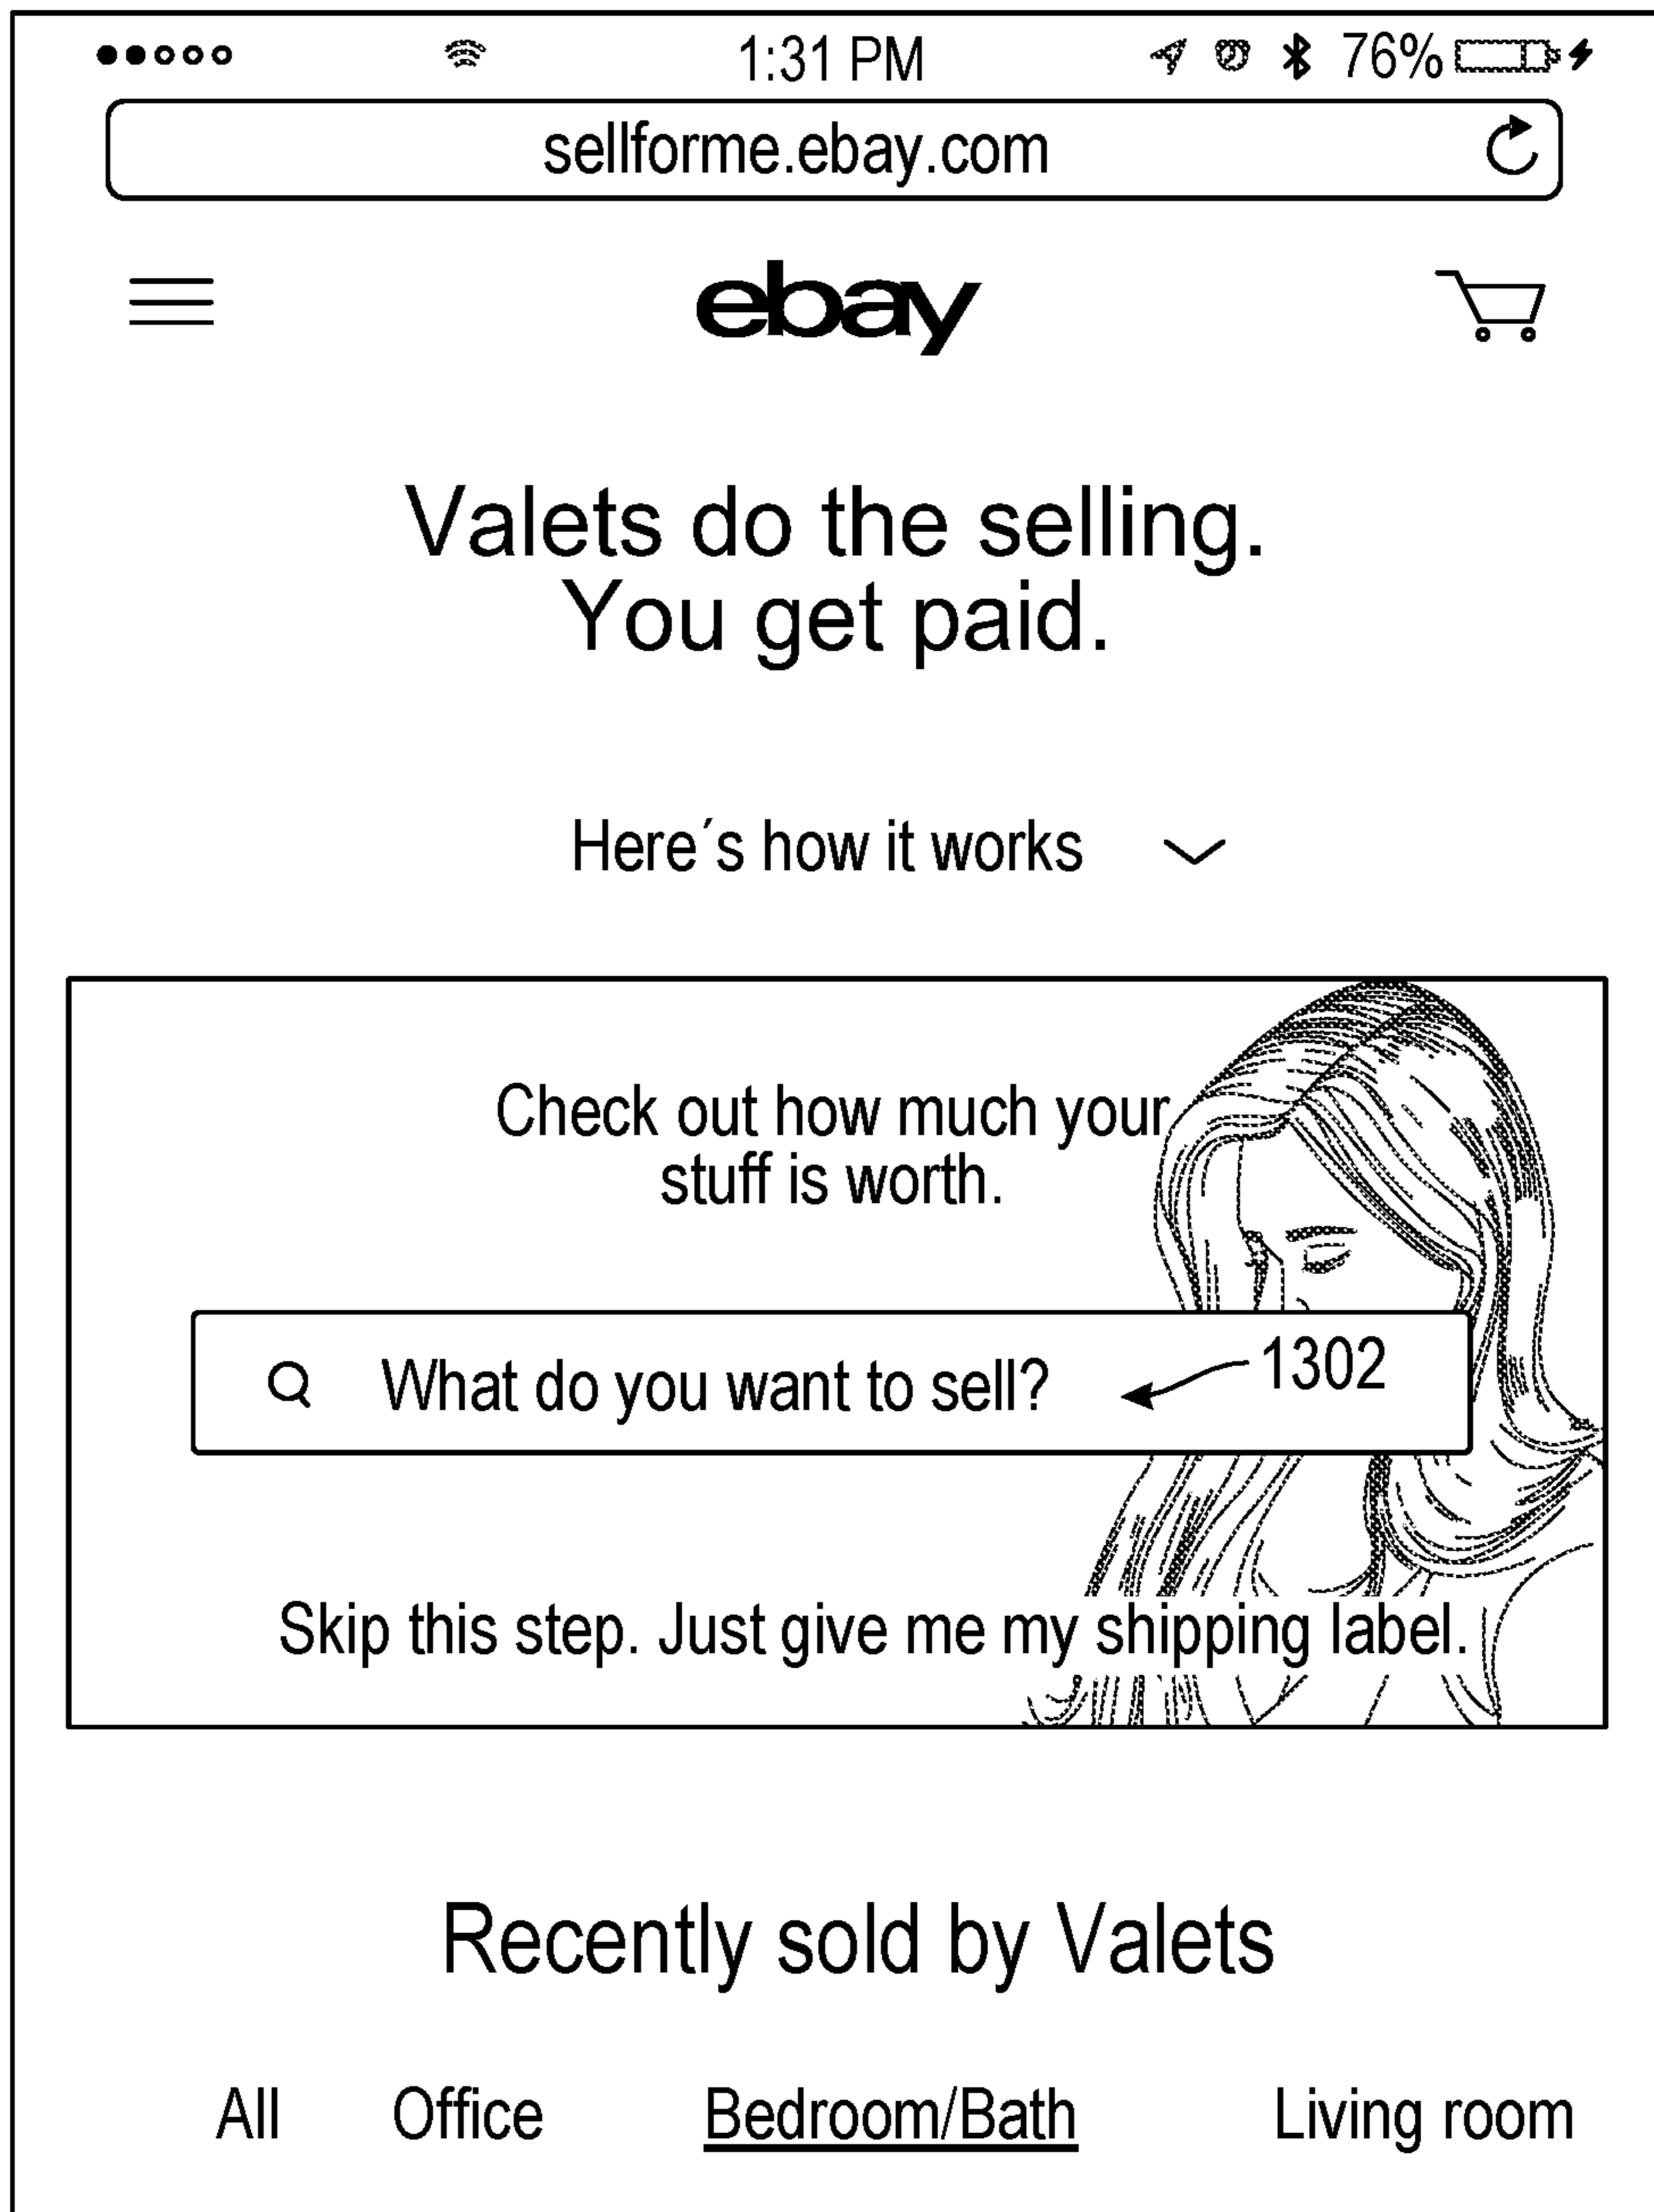 1:31 PM 76%
sellforme.ebay.com
ebay
Valets do the selling.
You get paid.
Here´s how it works
Check out how much your
stuff is worth.
What do you want to sell? 1302
Skip this step. Just give me my shipping label.
Recently sold by Valets
All Office Bedroom/Bath Living room